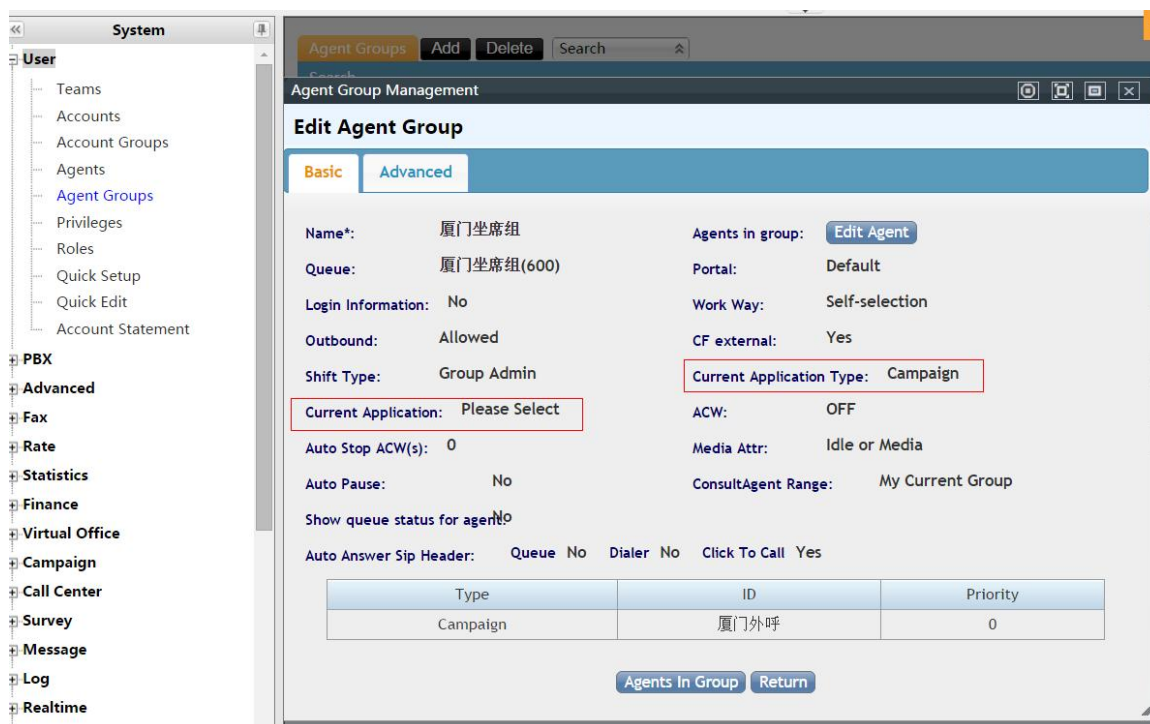 System
User
Teams
Accounts
Account Groups
Agents
Agent Groups
Privileges
Roles
Quick Setup
Quick Edit
Account Statement
PBX
Advanced
Fax
Rate
Statistics
Finance
Virtual Office
Campaign
Call Center
Survey
Message
Log
Realtime
Agent Groups Add Delete Search
Search
Agent Group Management
Edit Agent Group
Basic Advanced
Name*: 厦门坐席组 Agents in group: Edit Agent
Queue: 厦门坐席组(600) Portal: Default
Login Information: No Work Way: Self-selection
Outbound: Allowed CF external: Yes
Shift Type: Group Admin Current Application Type: Campaign
Current Application: Please Select ACW: OFF
Auto Stop ACW(s): 0 Media Attr: Idle or Media
Auto Pause: No ConsultAgent Range: My Current Group
Show queue status for agent: No
Auto Answer Sip Header: Queue No Dialer No Click To Call Yes
Type ID Priority
Campaign 厦门外呼 0
Agents In Group Return